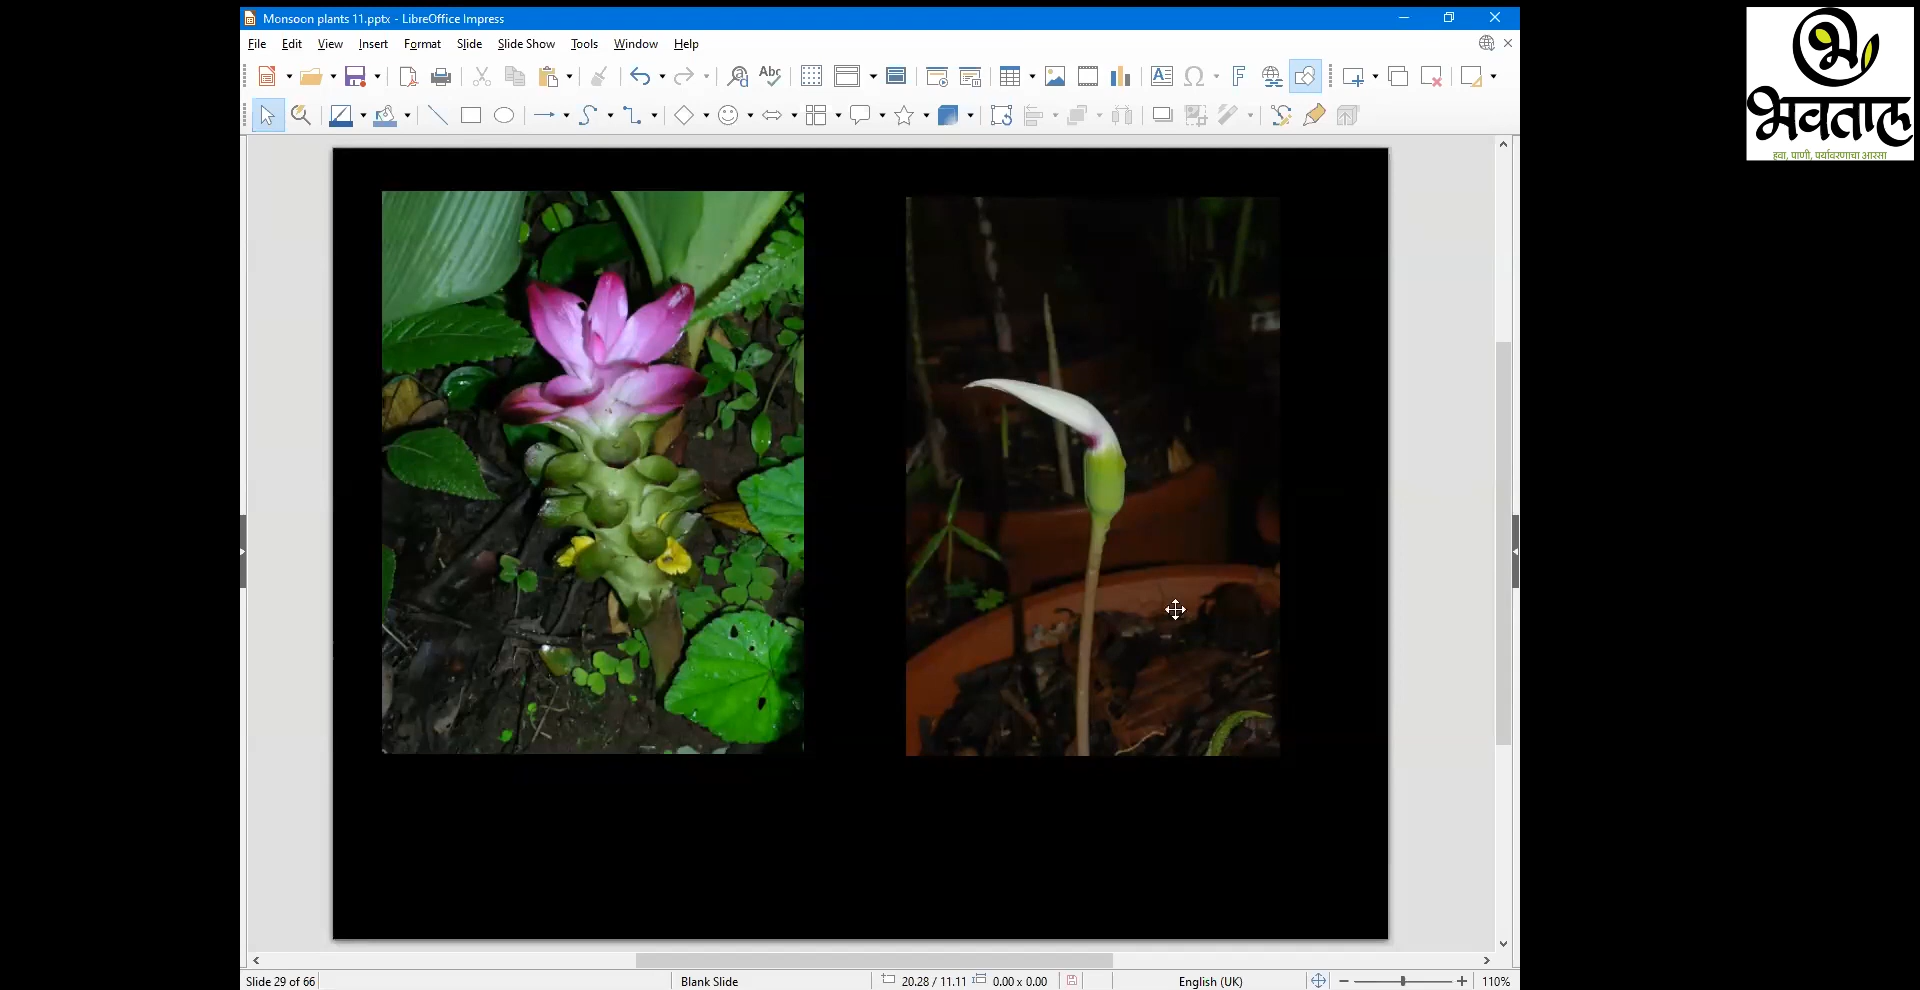 Monsoon plants 11.pptx - LibreOffice Impress
File Edit View Insert Format Slide Slide Show Tools Window Help
Abc
भवताल
हवा, पाणी, पर्यावरणाचा आरसा
Slide 29 of 66
Blank Slide
20.28 / 11.11
0.00 x 0.00
English (UK)
110%